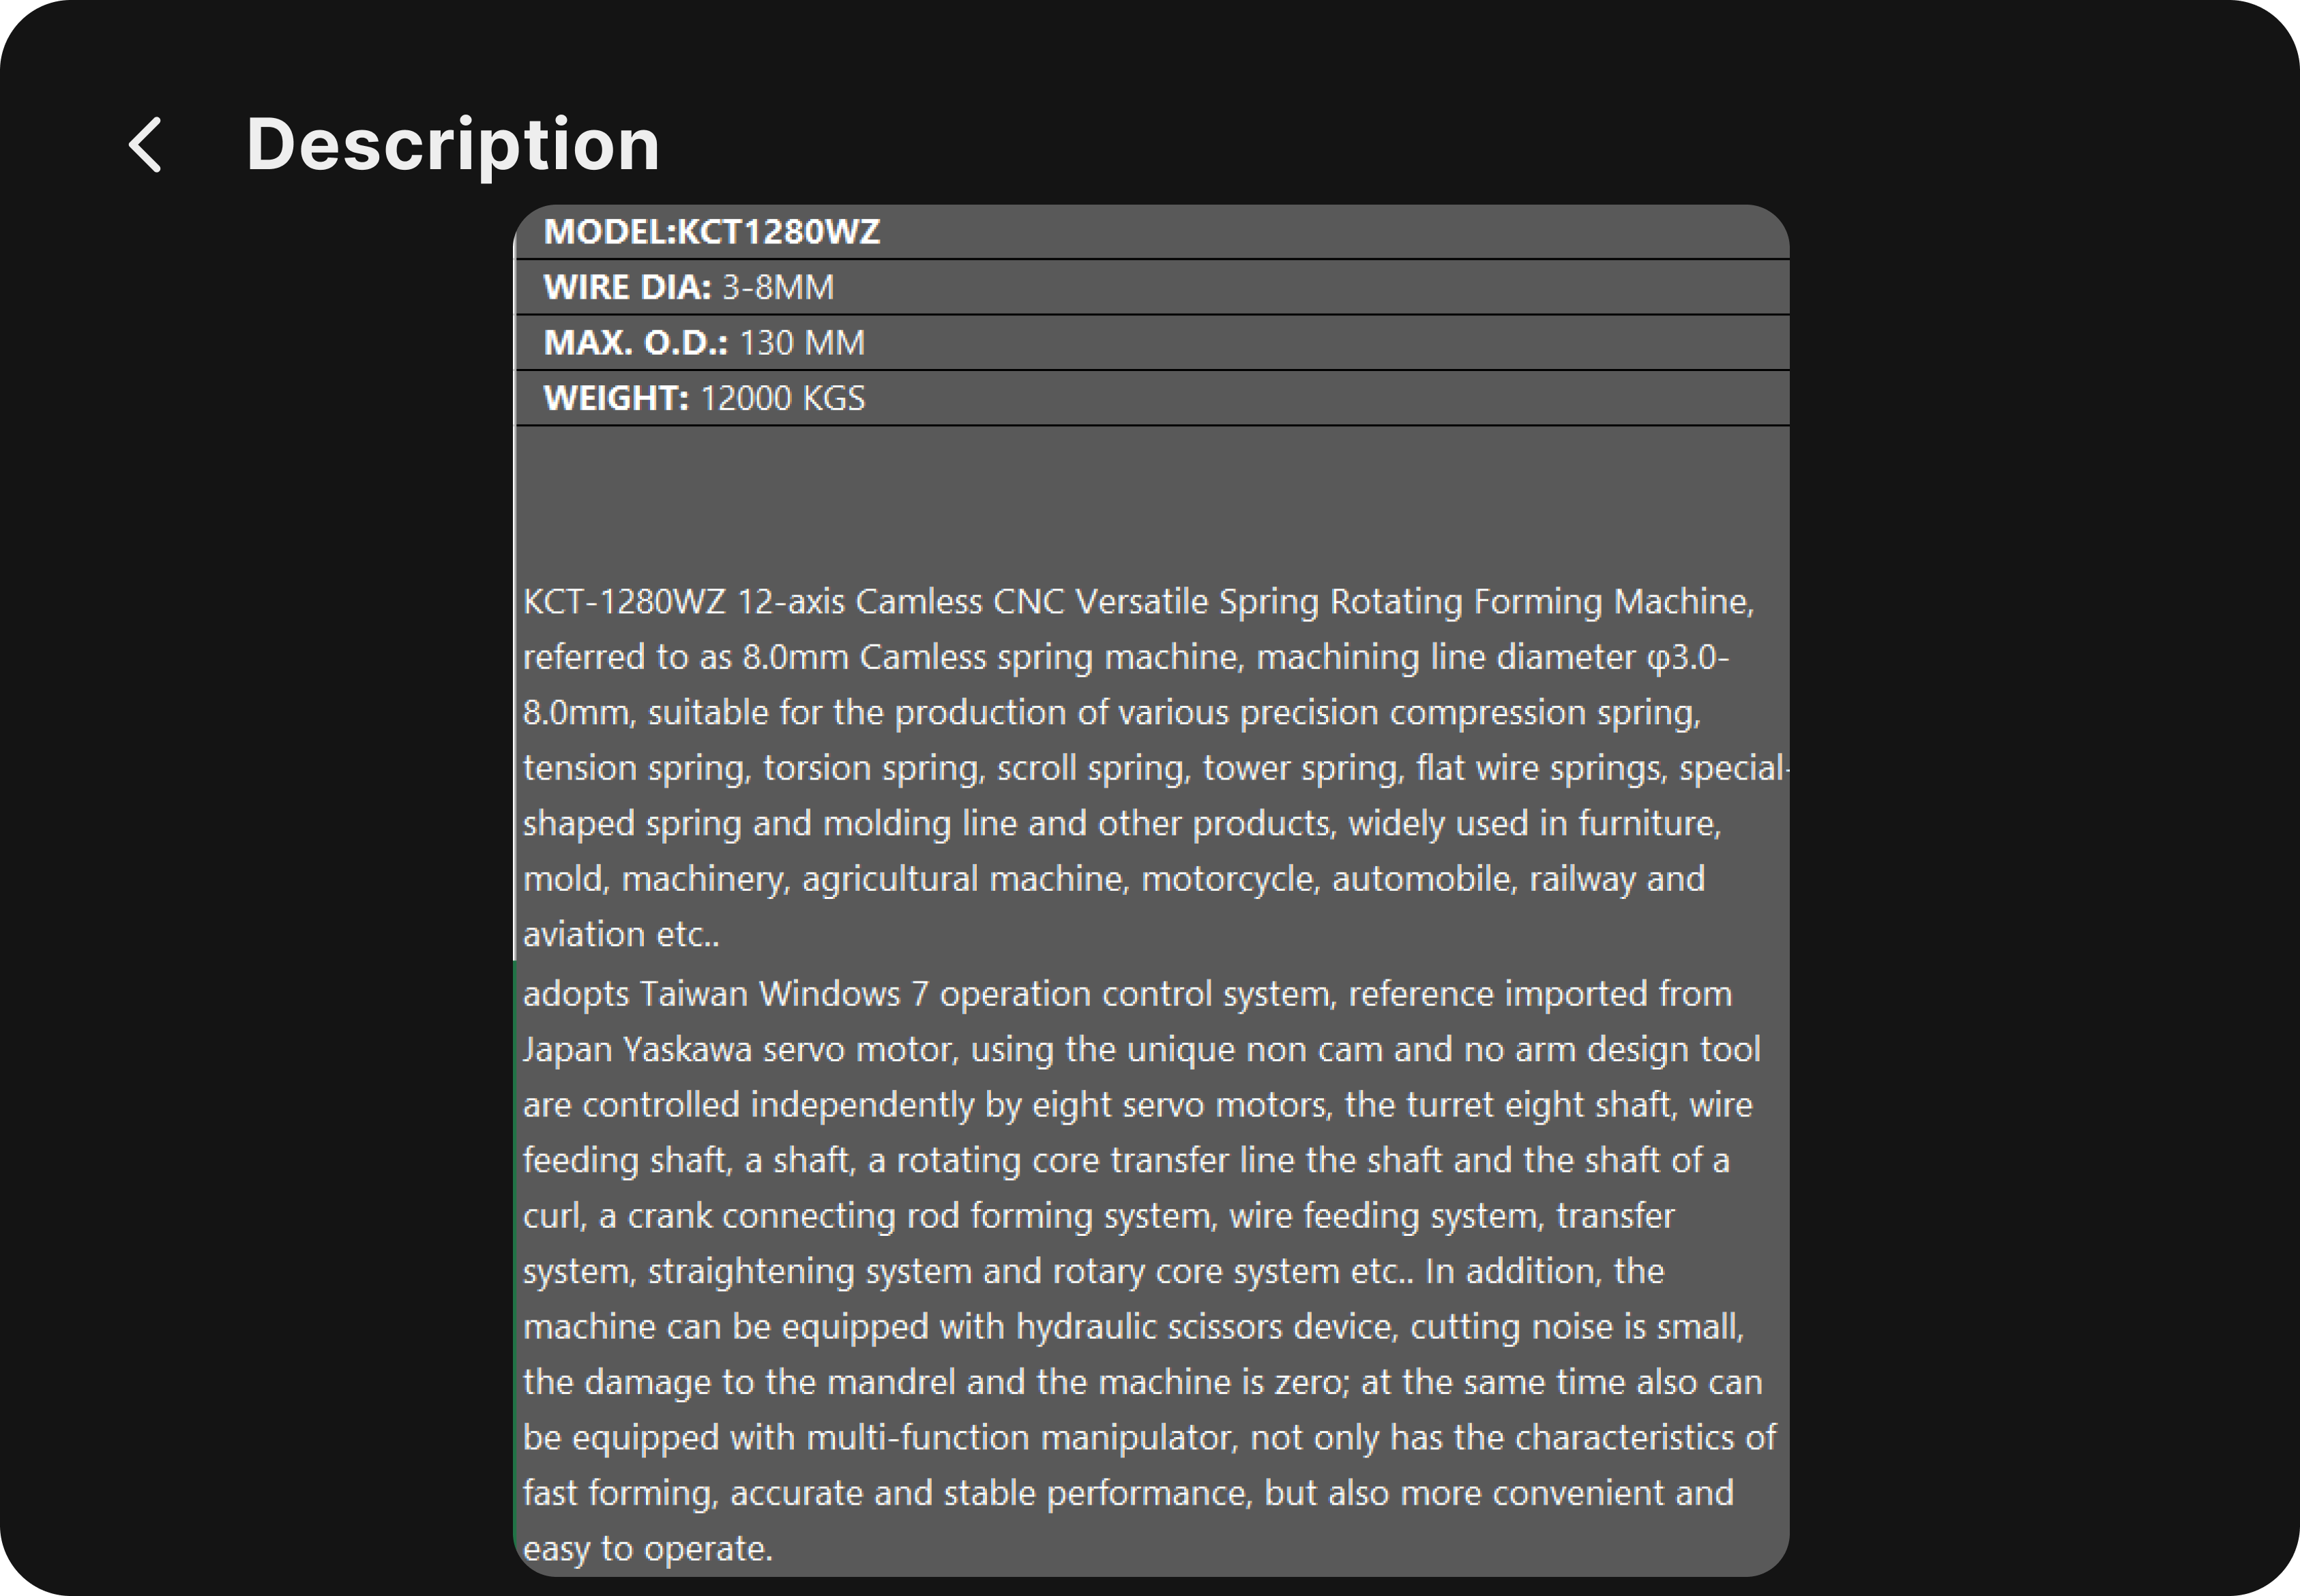 Description
MODEL:KCT1280WZ
WIRE DIA: 3-8MM
MAX. O.D.: 130 MM
WEIGHT: 12000 KGS
KCT-1280WZ 12-axis Camless CNC Versatile Spring Rotating Forming Machine,
referred to as 8.0mm Camless spring machine, machining line diameter φ3.0-
8.0mm, suitable for the production of various precision compression spring,
tension spring, torsion spring, scroll spring, tower spring, flat wire springs, special-
shaped spring and molding line and other products, widely used in furniture,
mold, machinery, agricultural machine, motorcycle, automobile, railway and
aviation etc..
adopts Taiwan Windows 7 operation control system, reference imported from
Japan Yaskawa servo motor, using the unique non cam and no arm design tool
are controlled independently by eight servo motors, the turret eight shaft, wire
feeding shaft, a shaft, a rotating core transfer line the shaft and the shaft of a
curl, a crank connecting rod forming system, wire feeding system, transfer
system, straightening system and rotary core system etc.. In addition, the
machine can be equipped with hydraulic scissors device, cutting noise is small,
the damage to the mandrel and the machine is zero; at the same time also can
be equipped with multi-function manipulator, not only has the characteristics of
fast forming, accurate and stable performance, but also more convenient and
easy to operate.